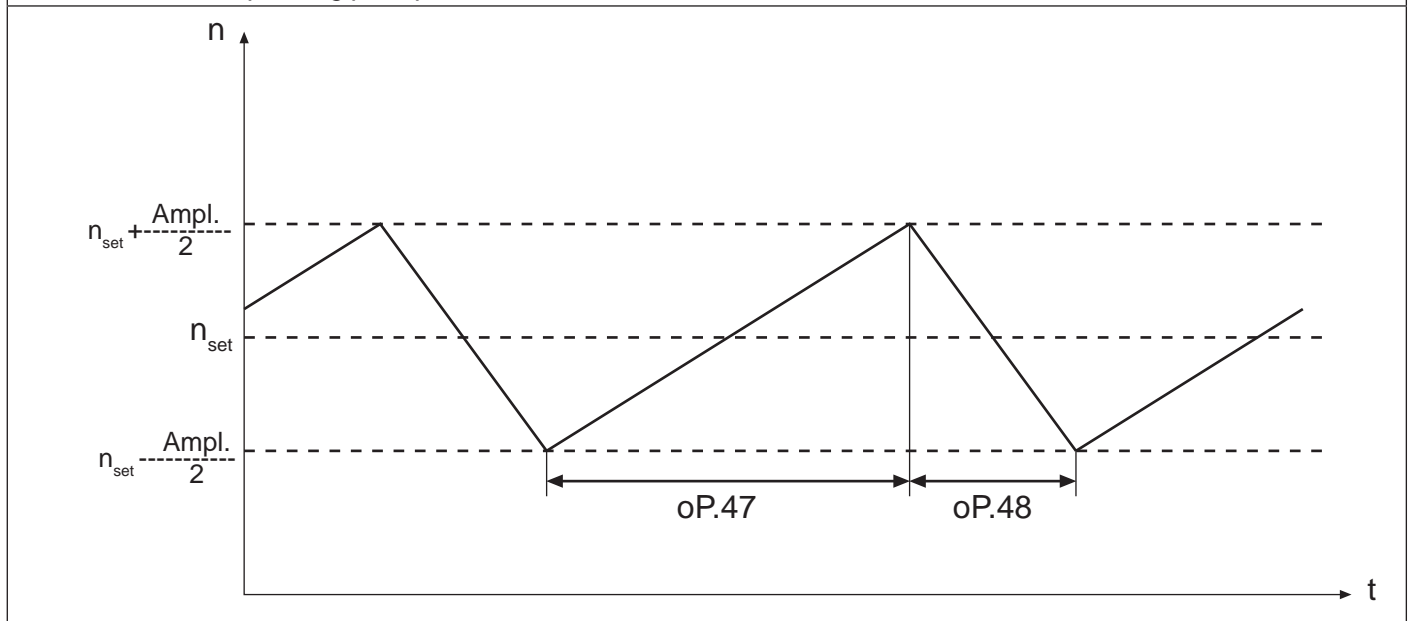 n
n_set + Ampl. / 2
n_set
n_set - Ampl. / 2
oP.47
oP.48
t